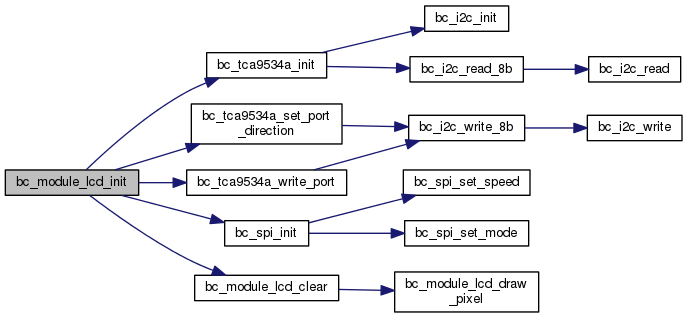 bc_i2c_init
bc_tca9534a_init
bc_i2c_read_8b
bc_i2c_read
bc_tca9534a_set_port
_direction
bc_i2c_write_8b
bc_i2c_write
bc_module_lcd_init
bc_tca9534a_write_port
bc_spi_set_speed
bc_spi_init
bc_spi_set_mode
bc_module_lcd_clear
bc_module_lcd_draw
_pixel